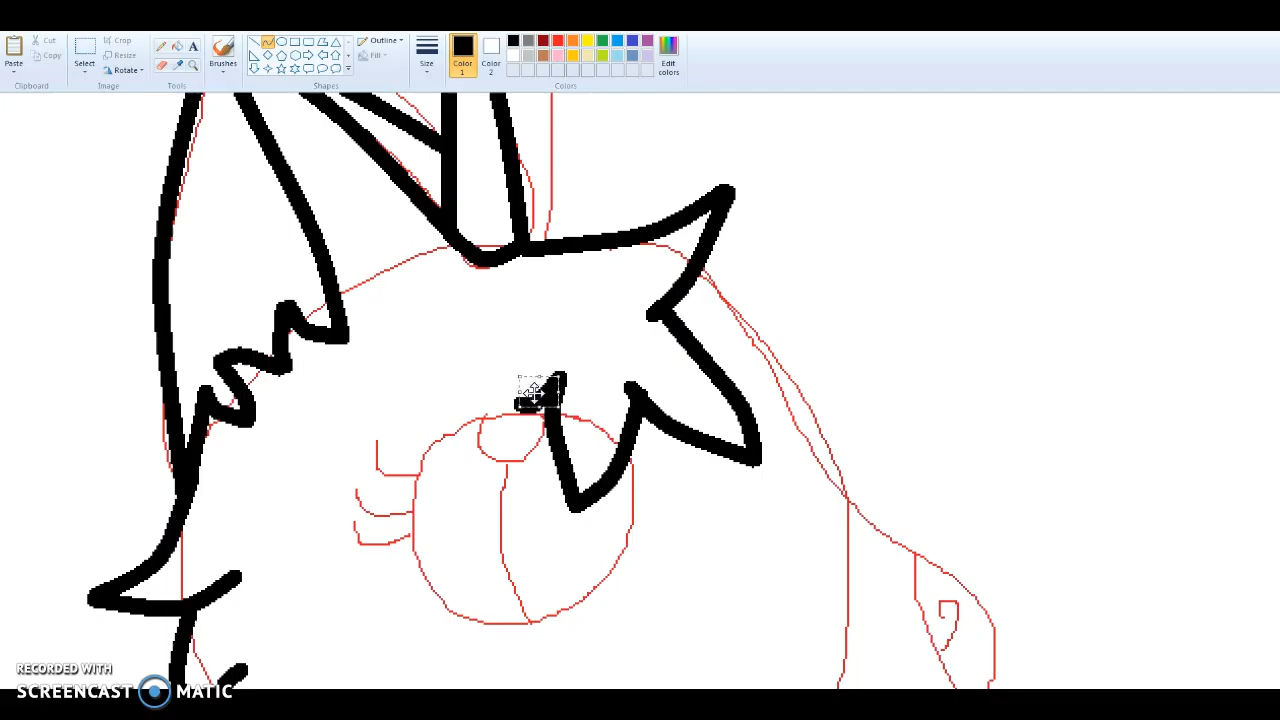 Paste
Cut
Copy
Clipboard
Select
Crop
Resize
Rotate
Image
A
Tools
Brushes
Outline
Fill
Shapes
Size
Color 1
Color 2
Edit colors
Colors
RECORDED WITH
SCREENCAST MATIC